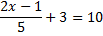 (2x − 1)/5 + 3 = 10